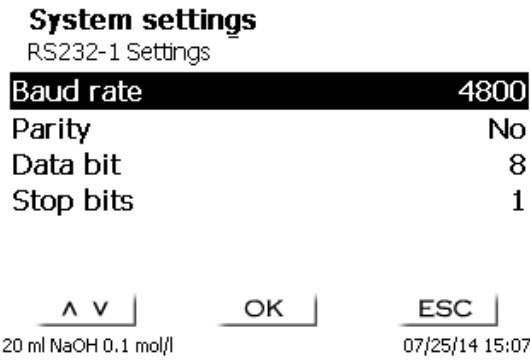 System settings
RS232-1 Settings
Baud rate 4800
Parity No
Data bit 8
Stop bits 1
∧ ∨ OK ESC
20 ml NaOH 0.1 mol/l 07/25/14 15:07